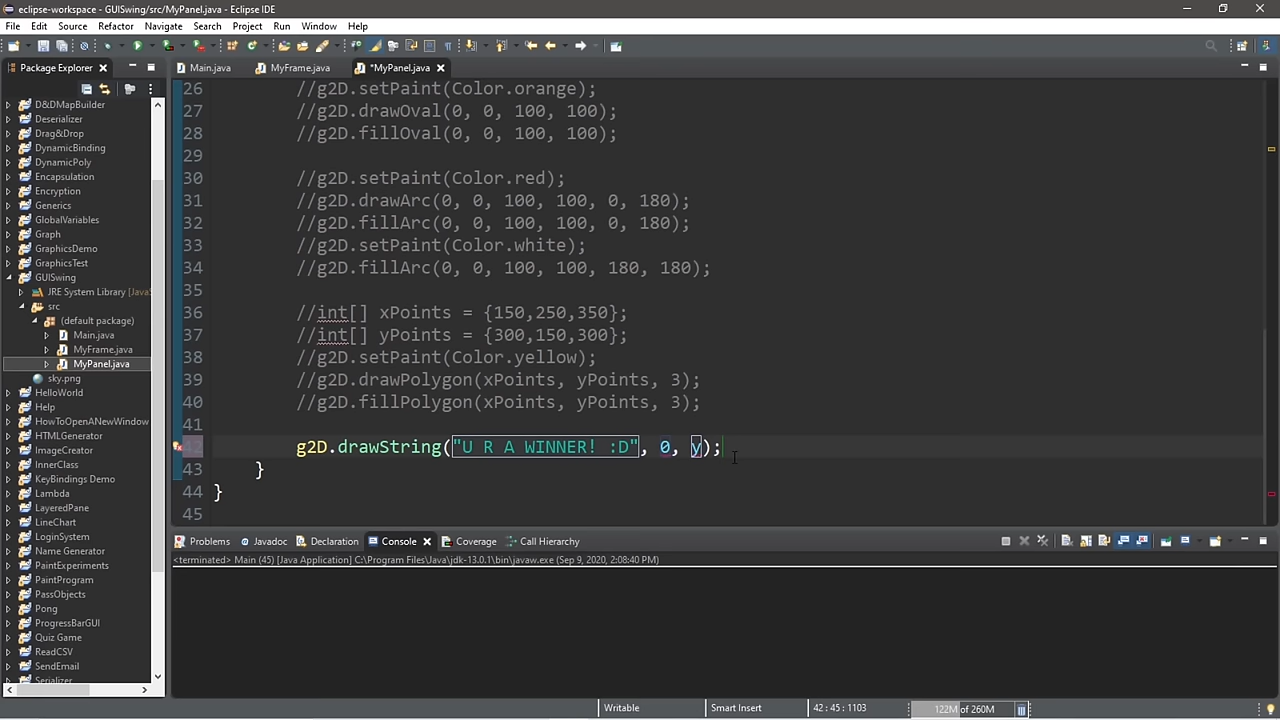 eclipse-workspace - GUISwing/src/MyPanel.java - Eclipse IDE
File Edit Source Refactor Navigate Search Project Run Window Help
Package Explorer
Main.java MyFrame.java *MyPanel.java
D&DMapBuilder
Deserializer
Drag&Drop
DynamicBinding
DynamicPoly
Encapsulation
Encryption
Generics
GlobalVariables
Graph
GraphicsDemo
GraphicsTest
GUISwing
JRE System Library [JavaS
src
(default package)
Main.java
MyFrame.java
MyPanel.java
sky.png
HelloWorld
Help
HowToOpenANewWindow
HTMLGenerator
ImageCreator
InnerClass
KeyBindings Demo
Lambda
LayeredPane
LineChart
LoginSystem
Name Generator
PaintExperiments
PaintProgram
PassObjects
Pong
ProgressBarGUI
Quiz Game
ReadCSV
SendEmail
Serializer
26 //g2D.setPaint(Color.orange);
27 //g2D.drawOval(0, 0, 100, 100);
28 //g2D.fillOval(0, 0, 100, 100);
29
30 //g2D.setPaint(Color.red);
31 //g2D.drawArc(0, 0, 100, 100, 0, 180);
32 //g2D.fillArc(0, 0, 100, 100, 0, 180);
33 //g2D.setPaint(Color.white);
34 //g2D.fillArc(0, 0, 100, 100, 180, 180);
35
36 //int[] xPoints = {150,250,350};
37 //int[] yPoints = {300,150,300};
38 //g2D.setPaint(Color.yellow);
39 //g2D.drawPolygon(xPoints, yPoints, 3);
40 //g2D.fillPolygon(xPoints, yPoints, 3);
41
42 g2D.drawString("U R A WINNER! :D", 0, y);
43 }
44 }
45
Problems Javadoc Declaration Console Coverage Call Hierarchy
<terminated> Main (45) [Java Application] C:\Program Files\Java\jdk-13.0.1\bin\javaw.exe (Sep 9, 2020, 2:08:40 PM)
Writable Smart Insert 42 : 45 : 1103 122M of 260M